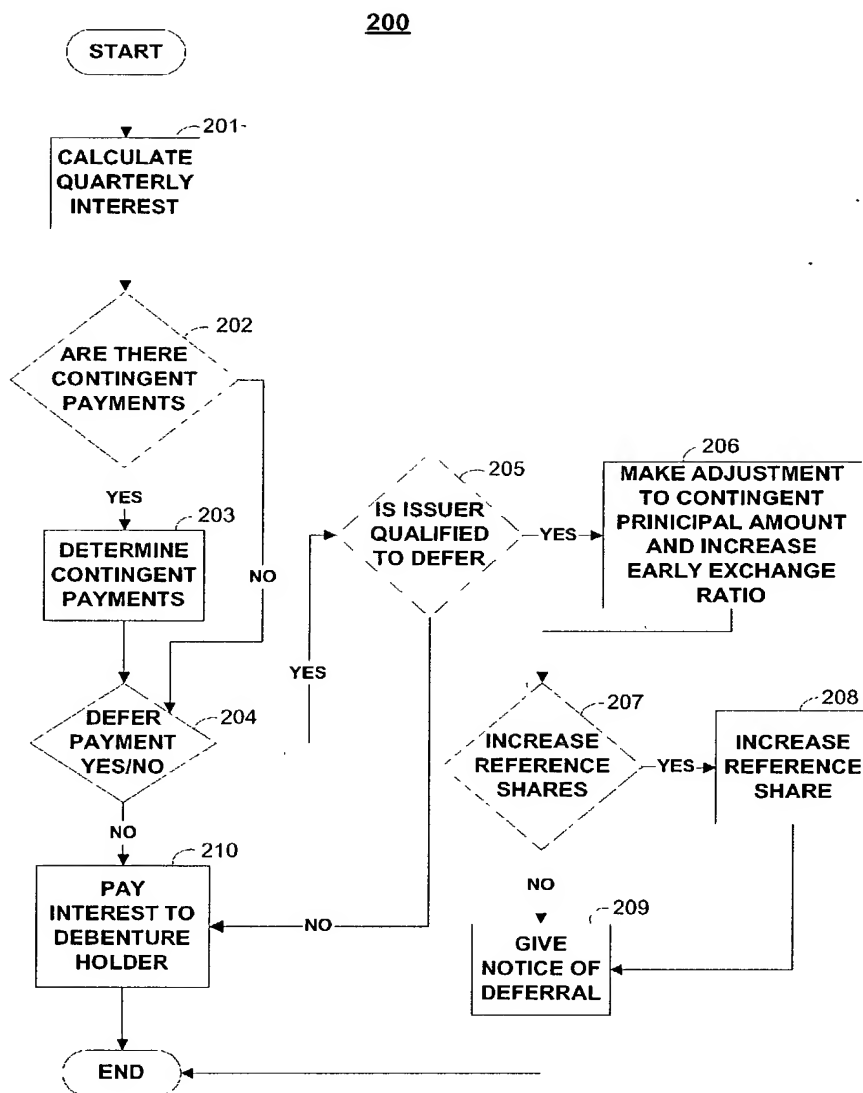 200
START
201
CALCULATE
QUARTERLY
INTEREST
202
ARE THERE
CONTINGENT
PAYMENTS
YES
NO
203
DETERMINE
CONTINGENT
PAYMENTS
204
DEFER
PAYMENT
YES/NO
YES
NO
205
IS ISSUER
QUALIFIED
TO DEFER
YES
NO
206
MAKE ADJUSTMENT
TO CONTINGENT
PRINICIPAL AMOUNT
AND INCREASE
EARLY EXCHANGE
RATIO
207
INCREASE
REFERENCE
SHARES
YES
NO
208
INCREASE
REFERENCE
SHARE
209
GIVE
NOTICE OF
DEFERRAL
210
PAY
INTEREST TO
DEBENTURE
HOLDER
END